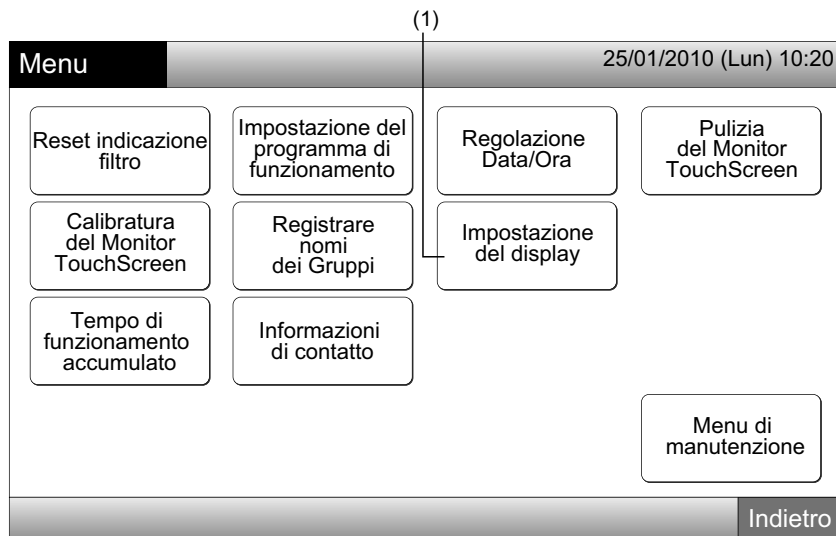 (1)
Menu
25/01/2010 (Lun) 10:20
Reset indicazione
filtro
Impostazione del
programma di
funzionamento
Regolazione
Data/Ora
Pulizia
del Monitor
TouchScreen
Calibratura
del Monitor
TouchScreen
Registrare
nomi
dei Gruppi
Impostazione
del display
Tempo di
funzionamento
accumulato
Informazioni
di contatto
Menu di
manutenzione
Indietro